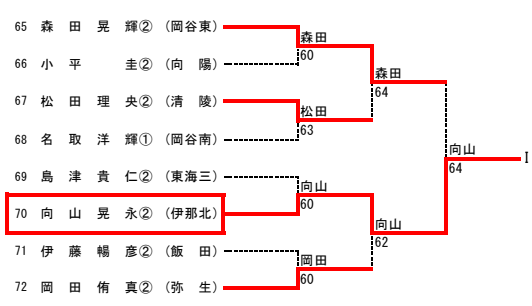 65 森 田 晃 輝② (岡谷東)
森田
60
66 小 平 圭② (向 陽)
森田
64
67 松 田 理 央② (清 陵)
松田
63
68 名 取 洋 輝① (岡谷南)
向山
64
69 島 津 貴 仁② (東海三)
向山
60
70 向 山 晃 永② (伊那北)
向山
62
71 伊 藤 暢 彦② (飯 田)
岡田
60
72 岡 田 侑 真② (弥 生)